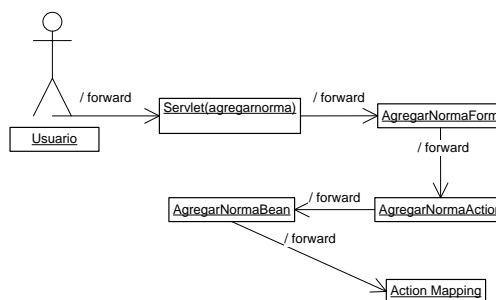 / forward
/ forward
Servlet(agregarnorma)
AgregarNormaForm
Usuario
/ forward
/ forward
AgregarNormaBean
AgregarNormaAction
/ forward
Action Mapping